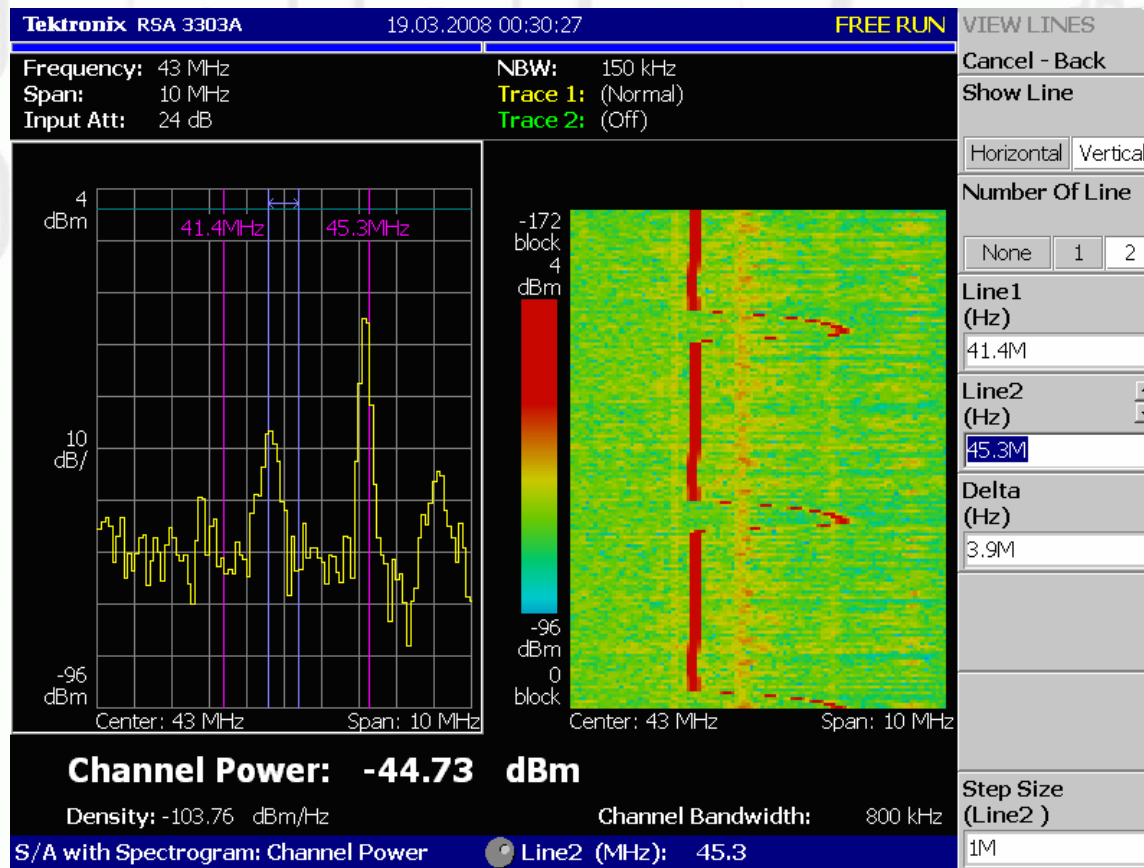 Tektronix RSA 3303A 19.03.2008 00:30:27 FREE RUN
Frequency: 43 MHz
Span: 10 MHz
Input Att: 24 dB
NBW: 150 kHz
Trace 1: (Normal)
Trace 2: (Off)
4
dBm
41.4MHz
45.3MHz
10
dB/
-96
dBm
Center: 43 MHz Span: 10 MHz
-172
block
4
dBm
-96
dBm
0
block
Center: 43 MHz Span: 10 MHz
Channel Power: -44.73 dBm
Density: -103.76 dBm/Hz Channel Bandwidth: 800 kHz
S/A with Spectrogram: Channel Power Line2 (MHz): 45.3
VIEW LINES
Cancel - Back
Show Line
Horizontal Vertical
Number Of Line
None 1 2
Line1
(Hz)
41.4M
Line2
(Hz)
45.3M
Delta
(Hz)
3.9M
Step Size
(Line2 )
1M